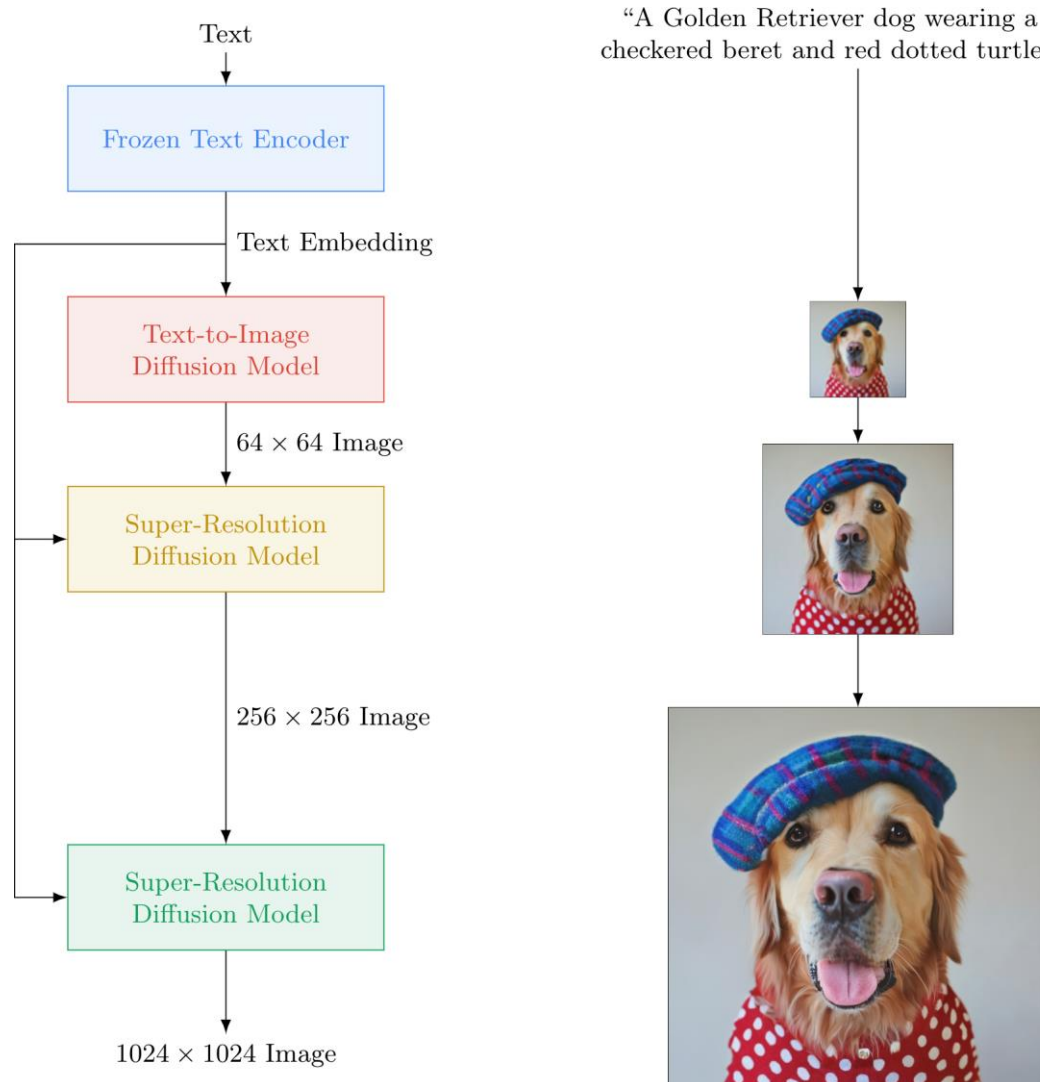 Text
Frozen Text Encoder
Text Embedding
Text-to-Image
Diffusion Model
64 × 64 Image
Super-Resolution
Diffusion Model
256 × 256 Image
Super-Resolution
Diffusion Model
1024 × 1024 Image
“A Golden Retriever dog wearing a
checkered beret and red dotted turtle